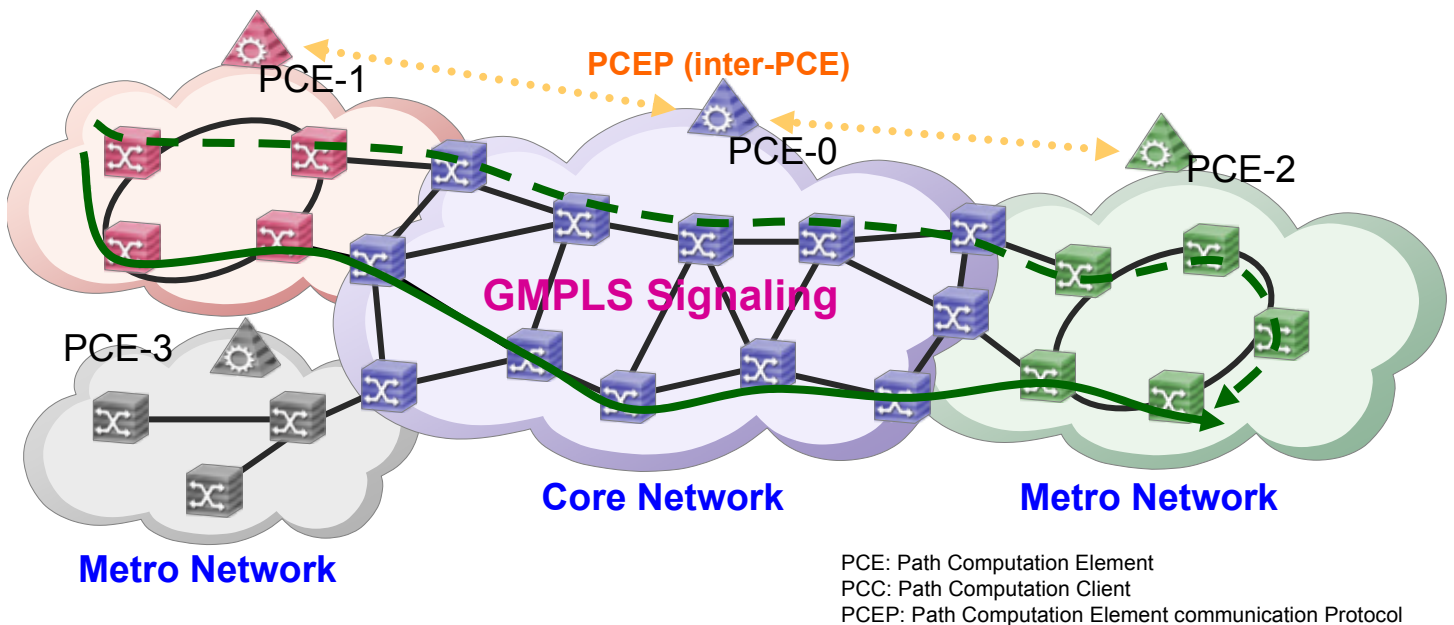 PCE-1
PCEP (inter-PCE)
PCE-0
PCE-2
GMPLS Signaling
PCE-3
Core Network
Metro Network
Metro Network
PCE: Path Computation Element
PCC: Path Computation Client
PCEP: Path Computation Element communication Protocol